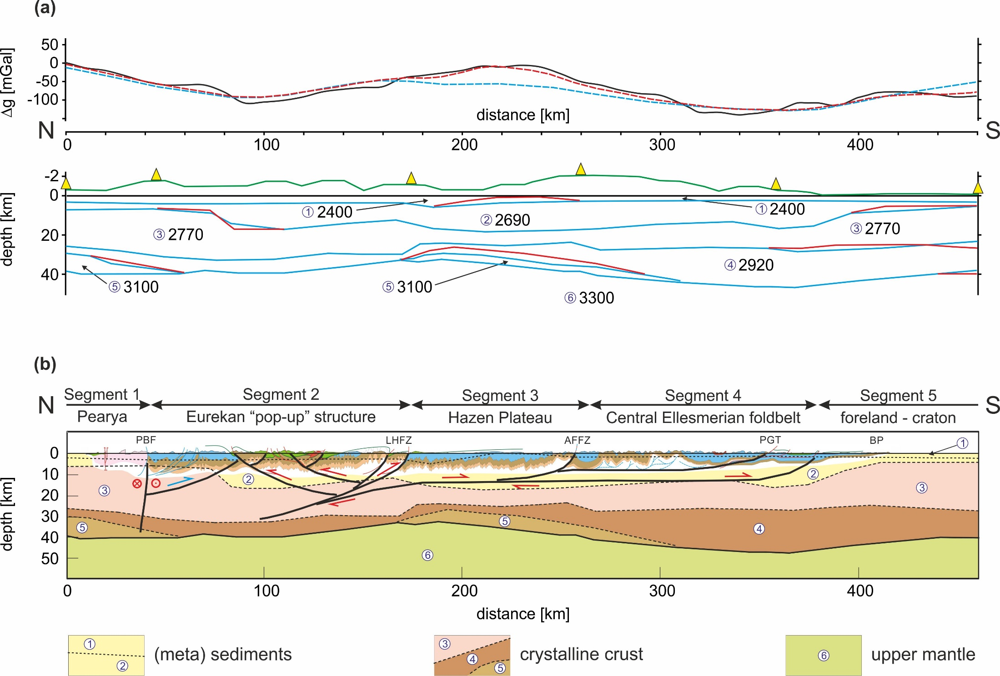 (a)
50
0
-50
-100
Δg [mGal]
distance [km]
N
S
0 100 200 300 400
-2
0
20
40
depth [km]
① 2400
② 2690
① 2400
③ 2770
③ 2770
④ 2920
⑤ 3100
⑤ 3100
⑥ 3300
(b)
N
S
Segment 1 Segment 2 Segment 3 Segment 4 Segment 5
Pearya Eurekan “pop-up” structure Hazen Plateau Central Ellesmerian foldbelt foreland - craton
PBF LHFZ AFFZ PGT BP
①
0
10
20
30
40
50
depth [km]
② ②
③ ③
⑤ ⑤ ④
⑥
0 100 200 300 400
distance [km]
① ② (meta) sediments
③ ④ ⑤ crystalline crust
⑥ upper mantle